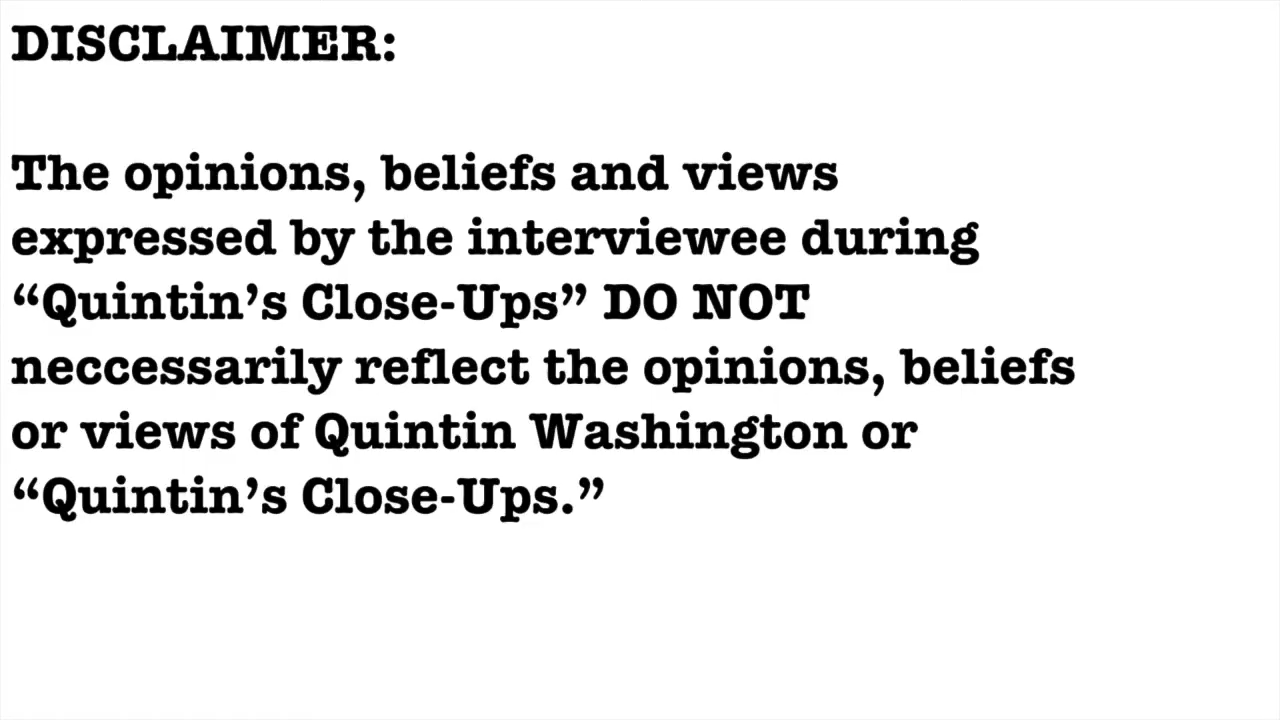 DISCLAIMER:
The opinions, beliefs and views
expressed by the interviewee during
“Quintin’s Close-Ups” DO NOT
neccessarily reflect the opinions, beliefs
or views of Quintin Washington or
“Quintin’s Close-Ups.”